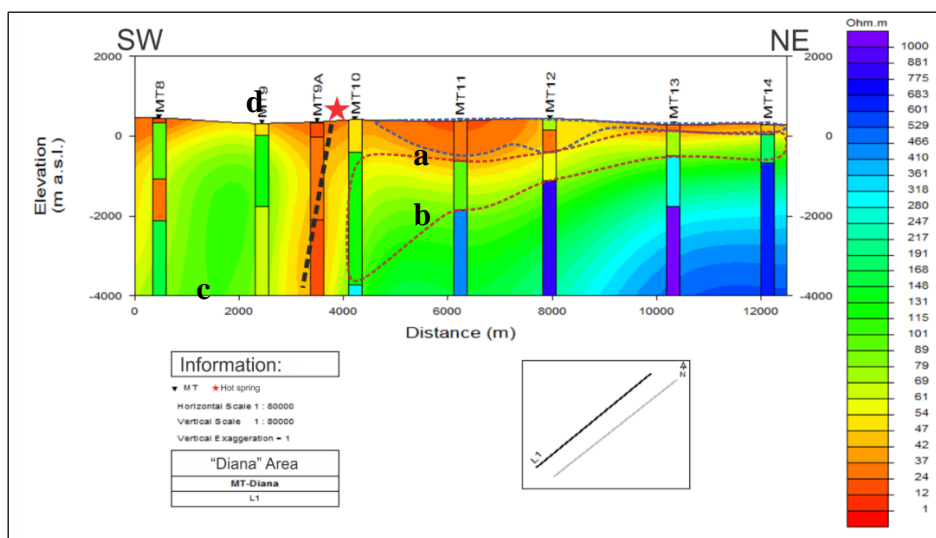 SW
NE
Ohm.m
2000
2000
MT8
MT9
MT9A
MT10
MT11
MT12
MT13
MT14
d
a
b
c
0
0
-2000
-2000
-4000
-4000
Elevation
(m a.s.l.)
0
2000
4000
6000
8000
10000
12000
Distance (m)
1000
881
775
683
601
529
466
410
361
318
280
247
217
191
168
148
131
115
101
89
79
69
61
54
47
37
24
12
1
Information:
MT
Hot spring
Horizontal Scale 1 : 80000
Vertical Scale 1 : 80000
Vertical Exaggeration = 1
"Diana" Area
MT-Diana
L1
L1
N